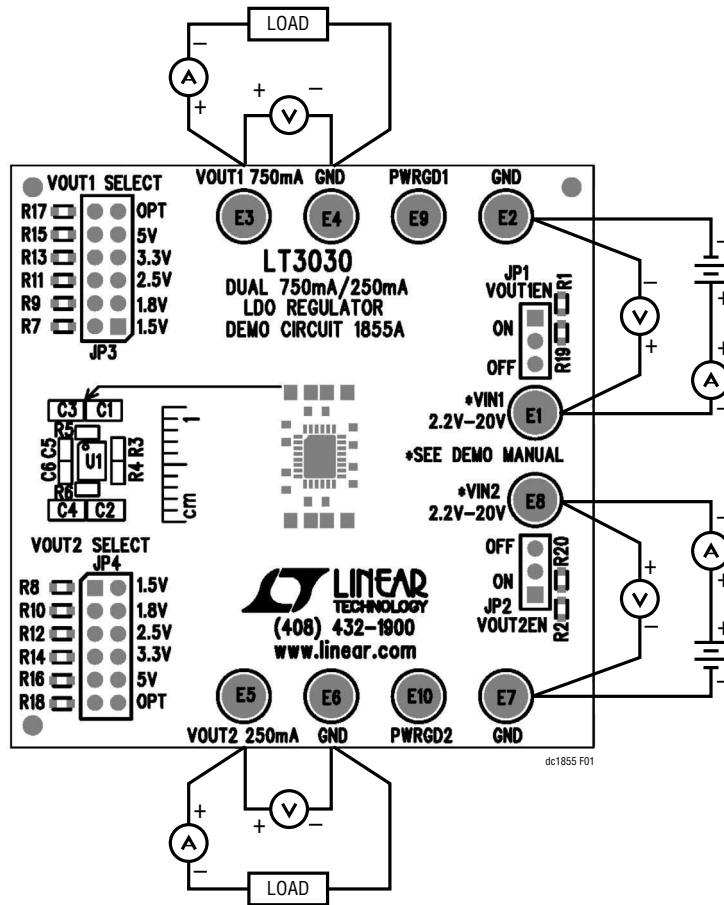 LOAD
–
A
+
+
V
–
VOUT1 SELECT
VOUT1 750mA
GND
PWRGD1
GND
R17
OPT
R15
5V
R13
3.3V
R11
2.5V
R9
1.8V
R7
1.5V
JP3
E3
E4
E9
E2
LT3030
DUAL 750mA/250mA
LDO REGULATOR
DEMO CIRCUIT 1855A
JP1
VOUT1EN
R1
ON
OFF
R19
–
V
+
–
+
+
A
–
*VIN1
2.2V–20V
E1
*SEE DEMO MANUAL
*VIN2
2.2V–20V
E8
C3
C1
R5
C6 C5
U1
R4 R3
R6
C4
C2
1
cm
VOUT2 SELECT
JP4
R8
1.5V
R10
1.8V
R12
2.5V
R14
3.3V
R16
5V
R18
OPT
LT LINEAR
TECHNOLOGY
(408) 432-1900
www.linear.com
OFF
R20
ON
JP2
R2
VOUT2EN
+
V
–
–
A
+
+
–
E5
E6
E10
E7
VOUT2 250mA
GND
PWRGD2
GND
dc1855 F01
+
A
–
+
V
–
LOAD